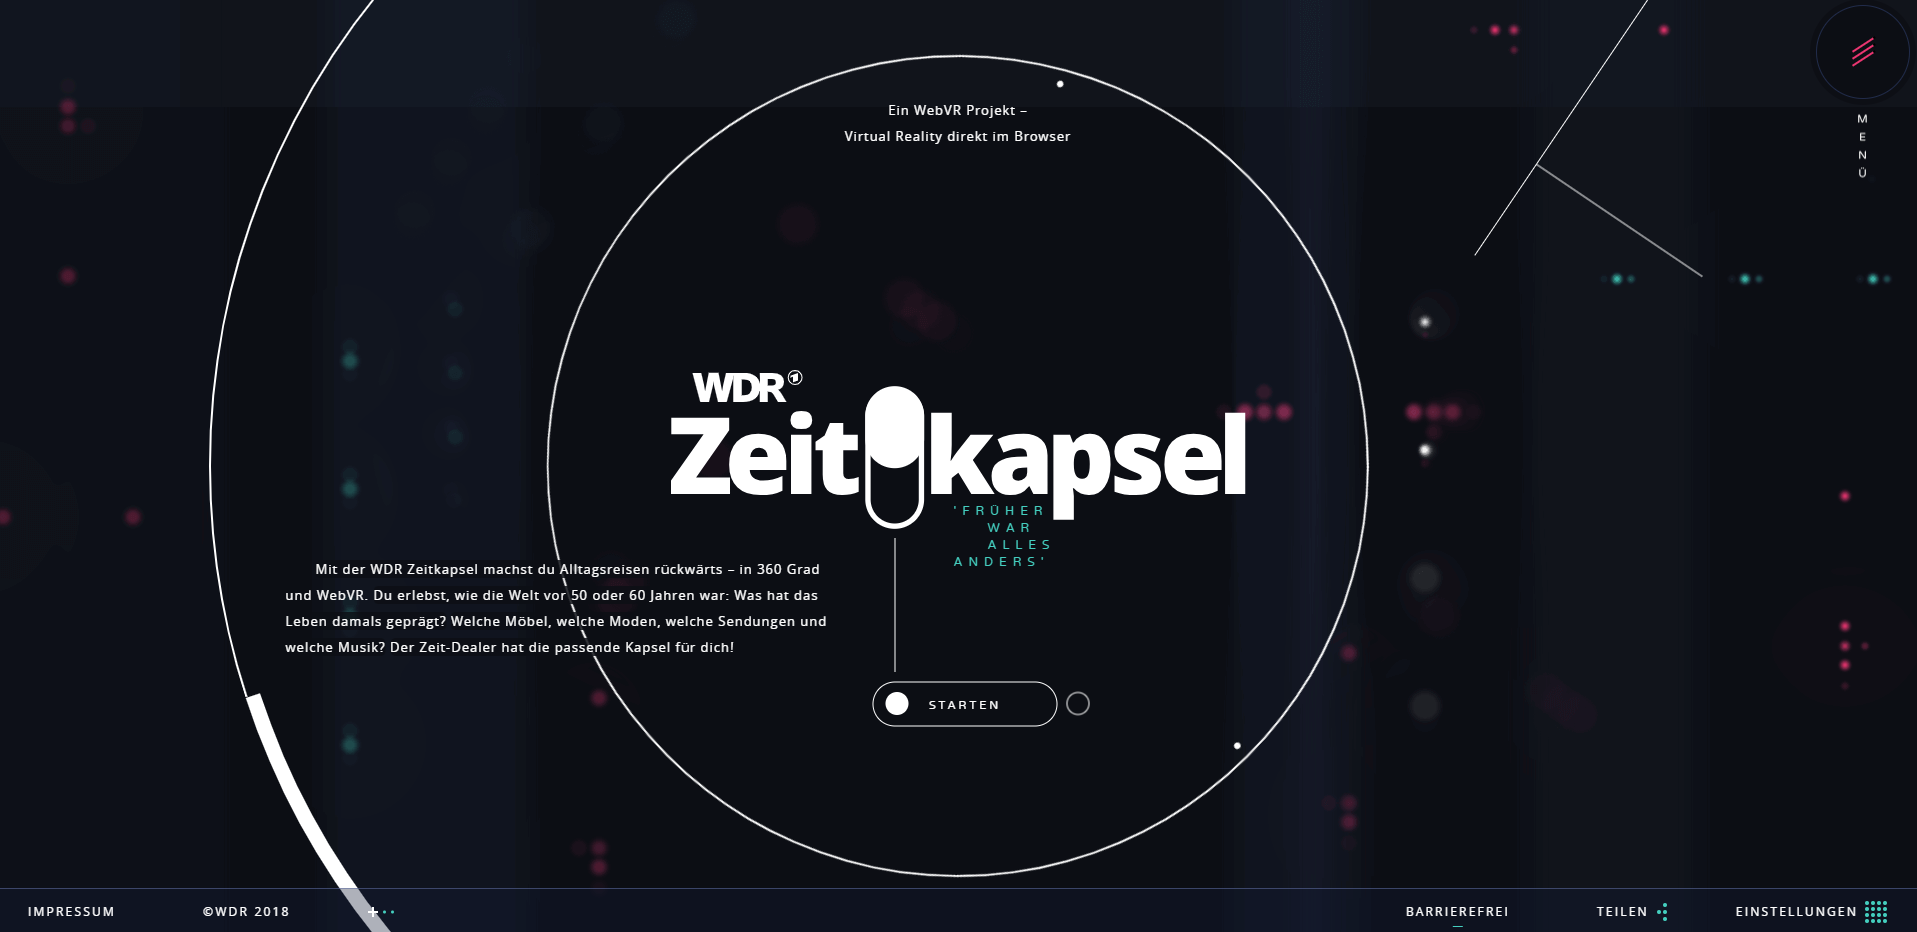 Ein WebVR Projekt –
Virtual Reality direkt im Browser
MENÜ
WDR
Zeitkapsel
'FRÜHER
WAR
ALLES
ANDERS'
Mit der WDR Zeitkapsel machst du Alltagsreisen rückwärts – in 360 Grad
und WebVR. Du erlebst, wie die Welt vor 50 oder 60 Jahren war: Was hat das
Leben damals geprägt? Welche Möbel, welche Moden, welche Sendungen und
welche Musik? Der Zeit-Dealer hat die passende Kapsel für dich!
STARTEN
IMPRESSUM
©WDR 2018
BARRIEREFREI
TEILEN
EINSTELLUNGEN